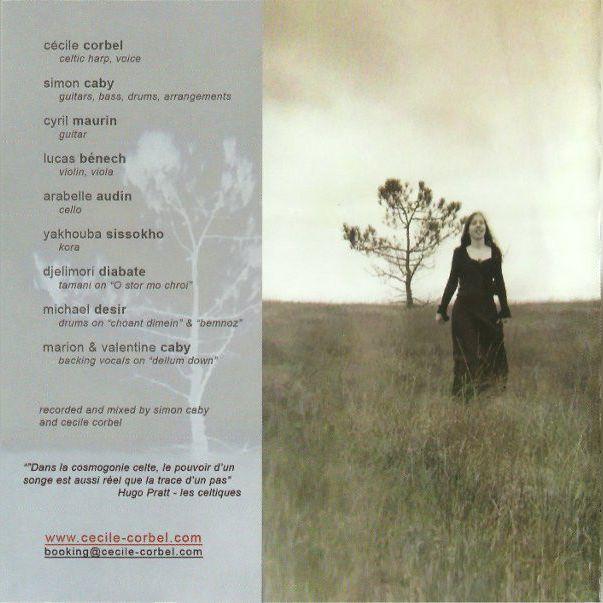 cécile corbel
celtic harp, voice
simon caby
guitars, bass, drums, arrangements
cyril maurin
guitar
lucas bénech
violin, viola
arabelle audin
cello
yakhouba sissokho
kora
djelimori diabate
tamani on "O stor mo chroi"
michael desir
drums on "choant dimein" & "bemnoz"
marion & valentine caby
backing vocals on "dellum down"
recorded and mixed by simon caby
and cecile corbel
“"Dans la cosmogonie celte, le pouvoir d'un
songe est aussi réel que la trace d'un pas"
Hugo Pratt - les celtiques
www.cecile-corbel.com
booking@cecile-corbel.com